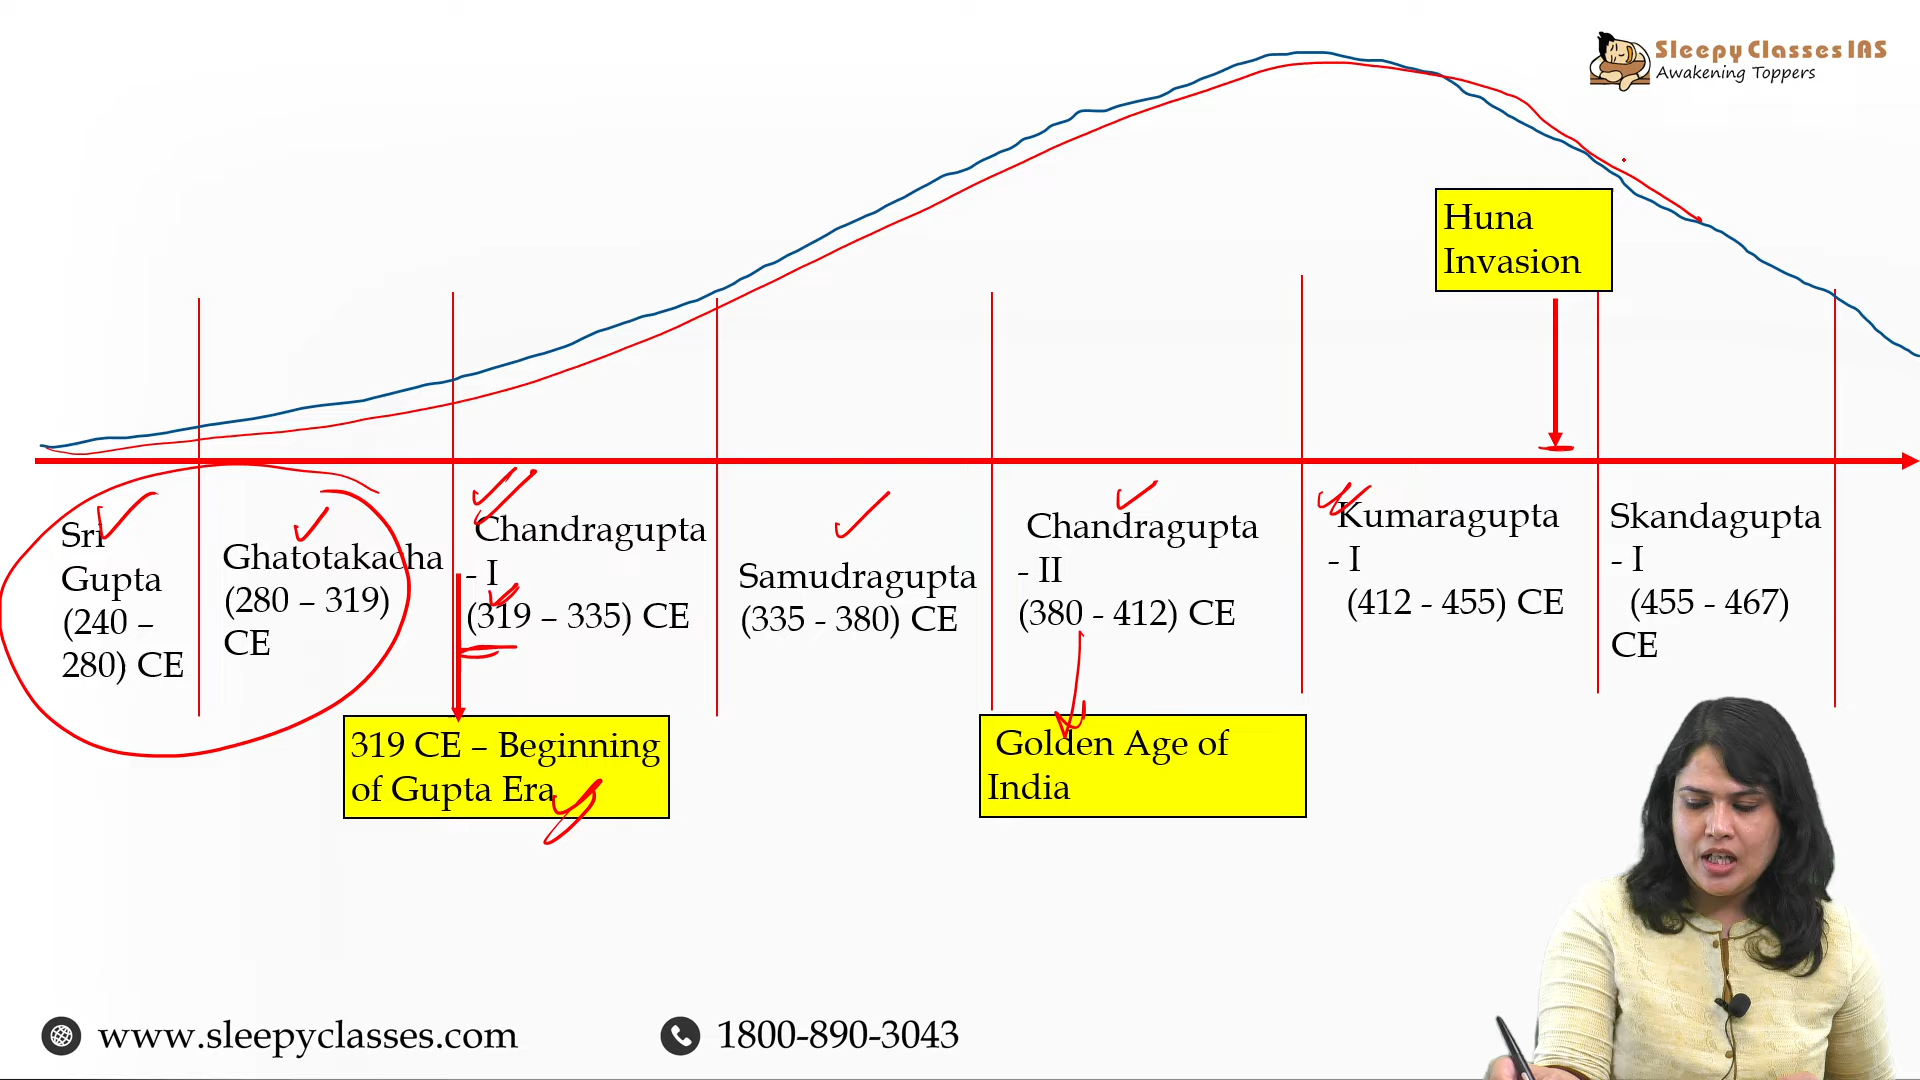 Sleepy Classes IAS
Awakening Toppers
Huna
Invasion
Sri
Gupta
(240 –
280) CE
Ghatotakacha
(280 – 319)
CE
Chandragupta
- I
(319 – 335) CE
Samudragupta
(335 - 380) CE
Chandragupta
- II
(380 - 412) CE
Kumaragupta
- I
(412 - 455) CE
Skandagupta
- I
(455 - 467)
CE
319 CE – Beginning
of Gupta Era
Golden Age of
India
www.sleepyclasses.com
1800-890-3043